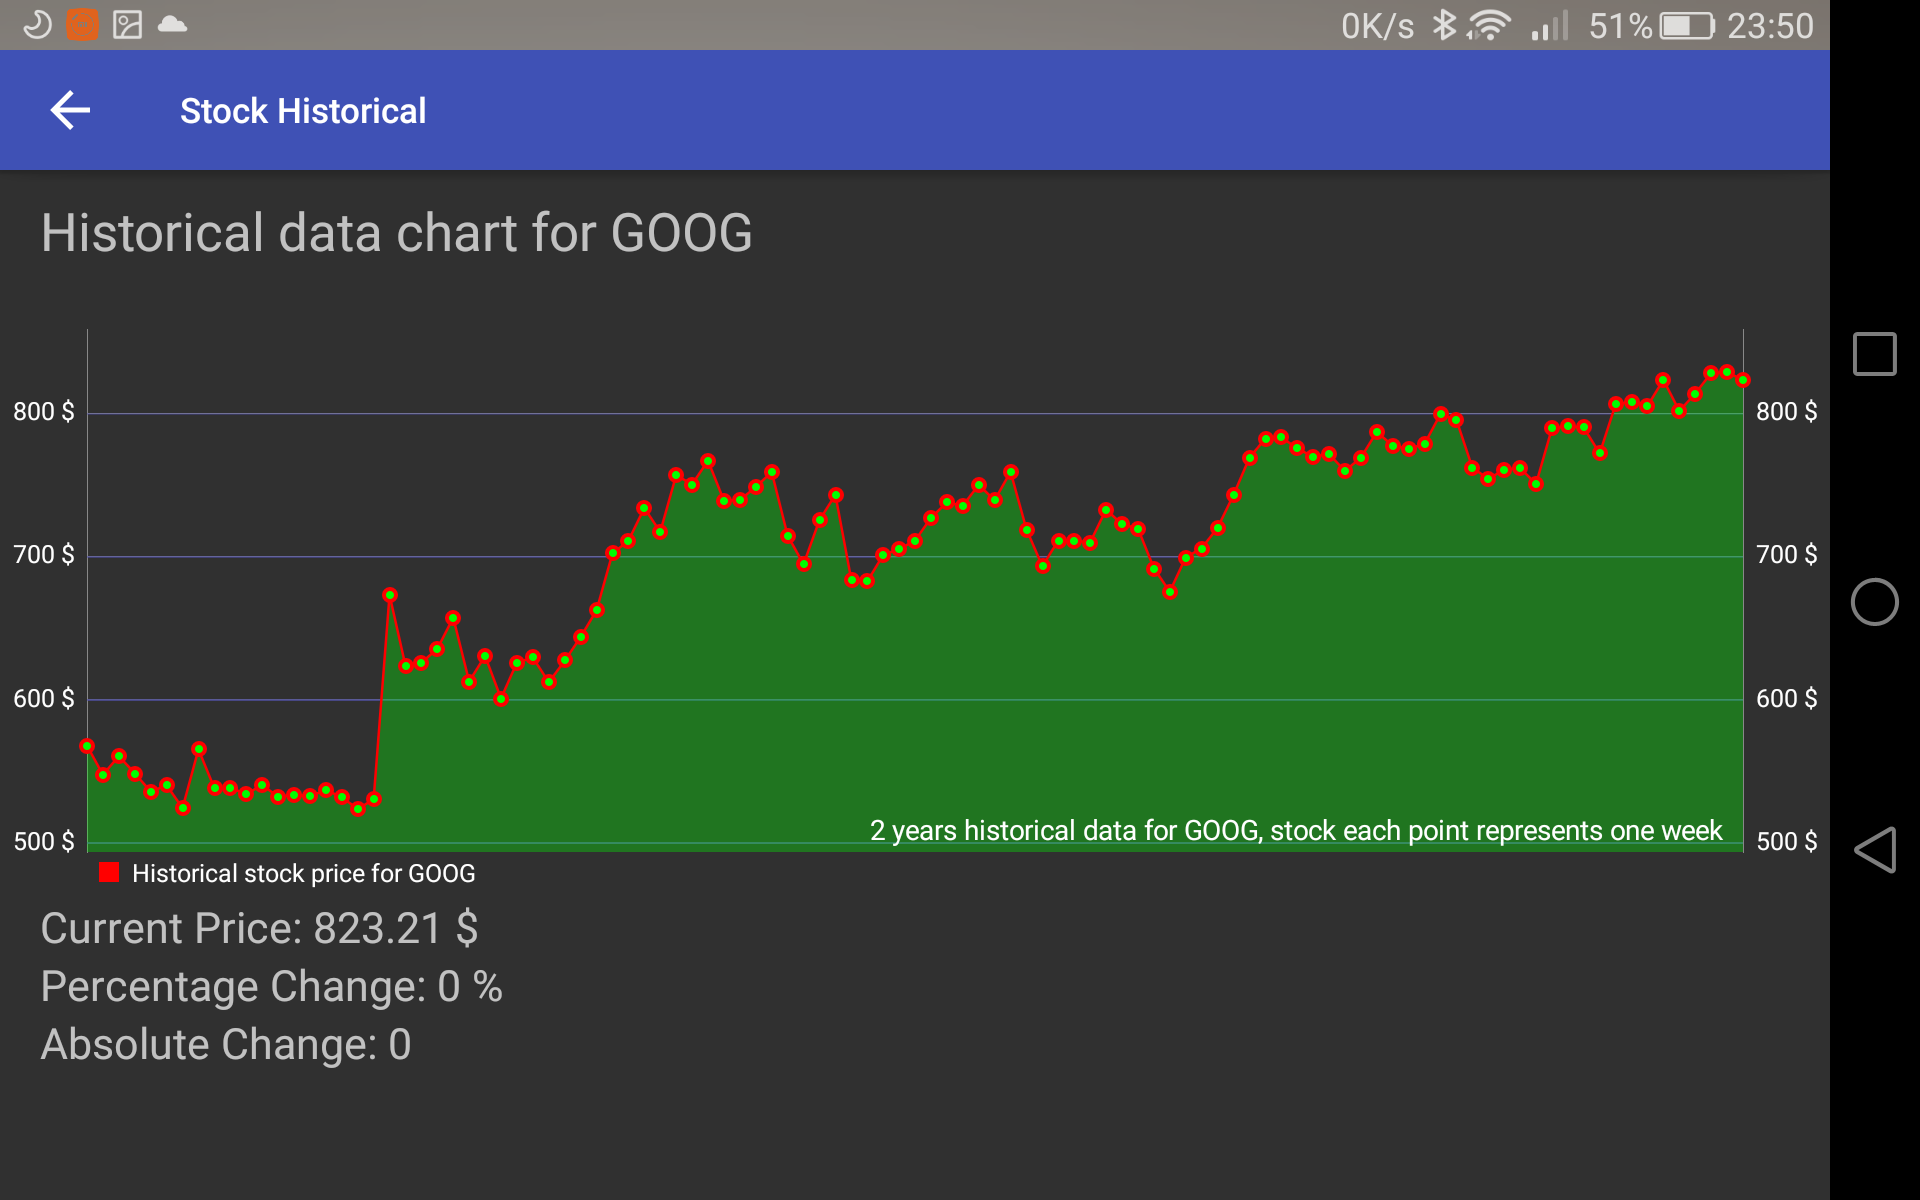 0K/s 51% 23:50
Stock Historical
Historical data chart for GOOG
800 $ 800 $
700 $ 700 $
600 $ 600 $
2 years historical data for GOOG, stock each point represents one week
500 $ 500 $
Historical stock price for GOOG
Current Price: 823.21 $
Percentage Change: 0 %
Absolute Change: 0